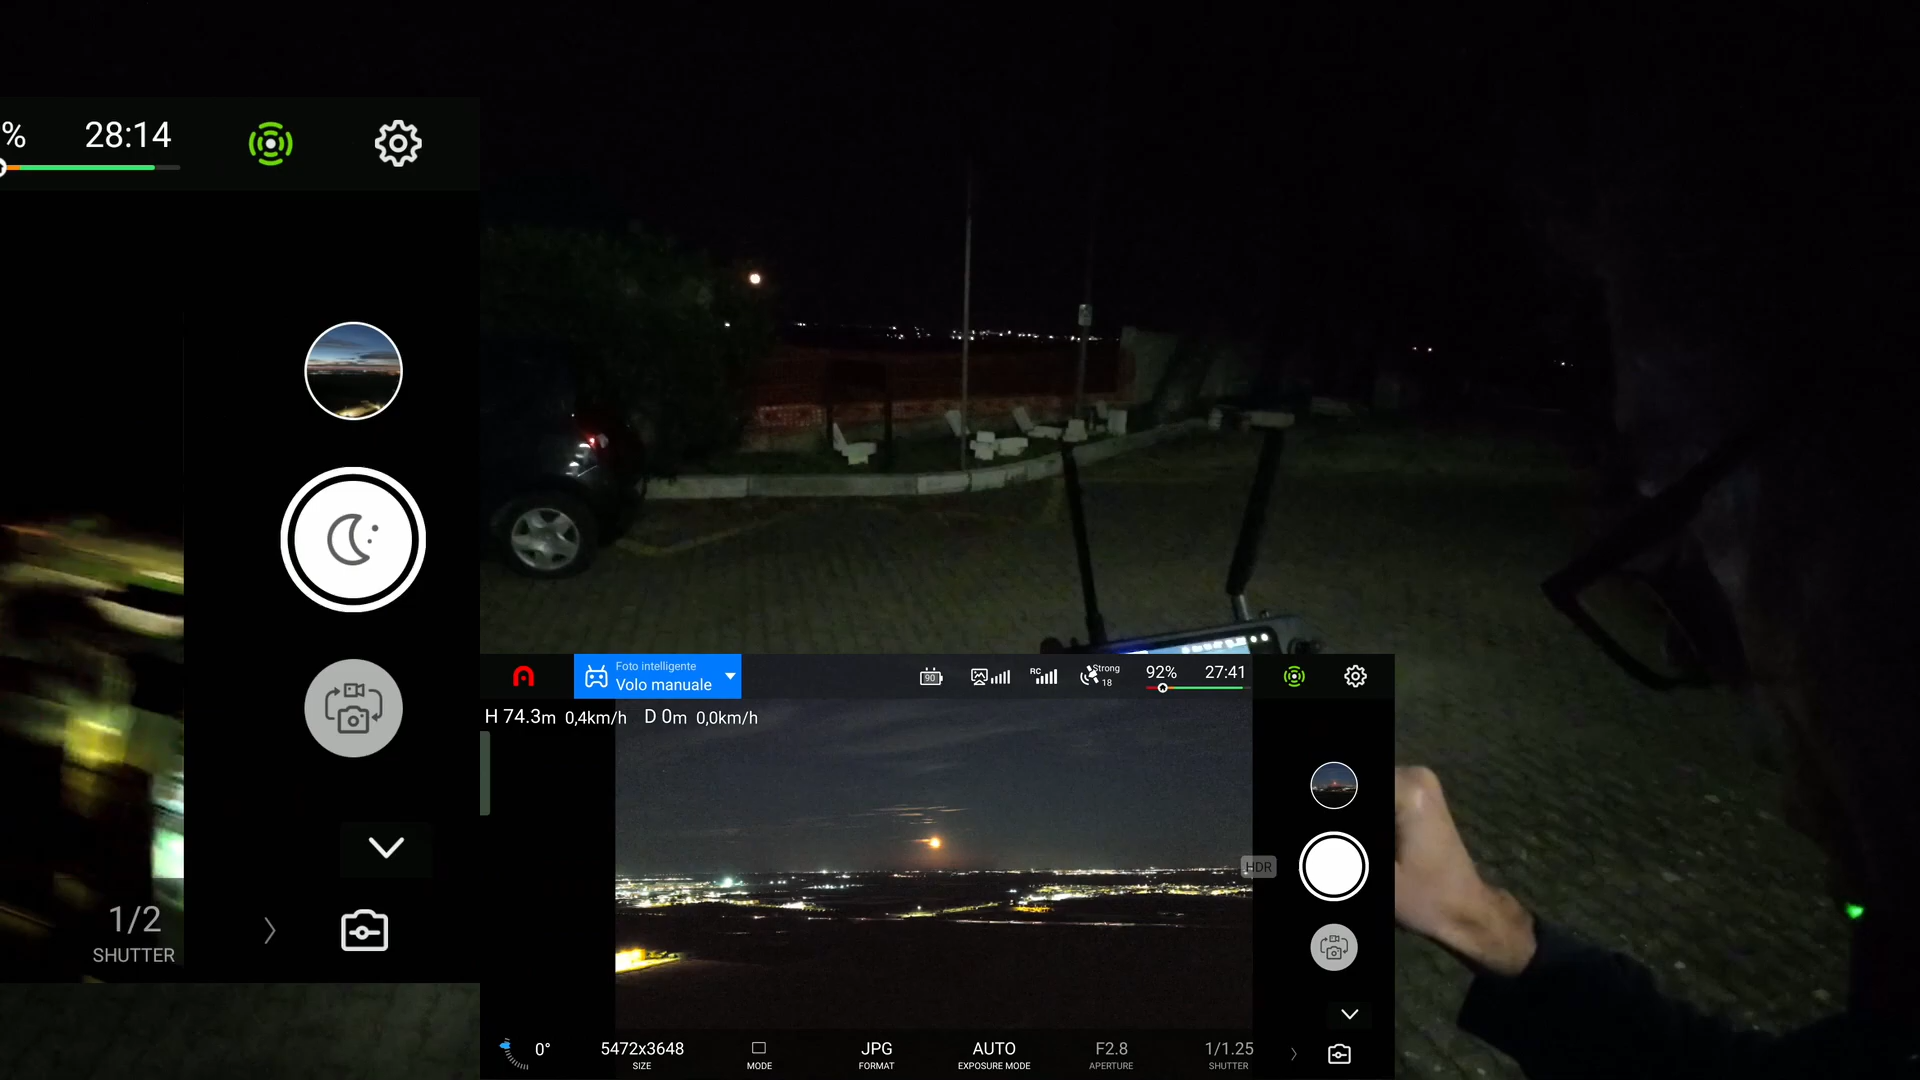 % 28:14
1/2
SHUTTER
Foto intelligente
Volo manuale
90
RC
Strong
18
92% 27:41
H 74.3m 0,4km/h D 0m 0,0km/h
HDR
0°
5472x3648
SIZE
MODE
JPG
FORMAT
AUTO
EXPOSURE MODE
F2.8
APERTURE
1/1.25
SHUTTER